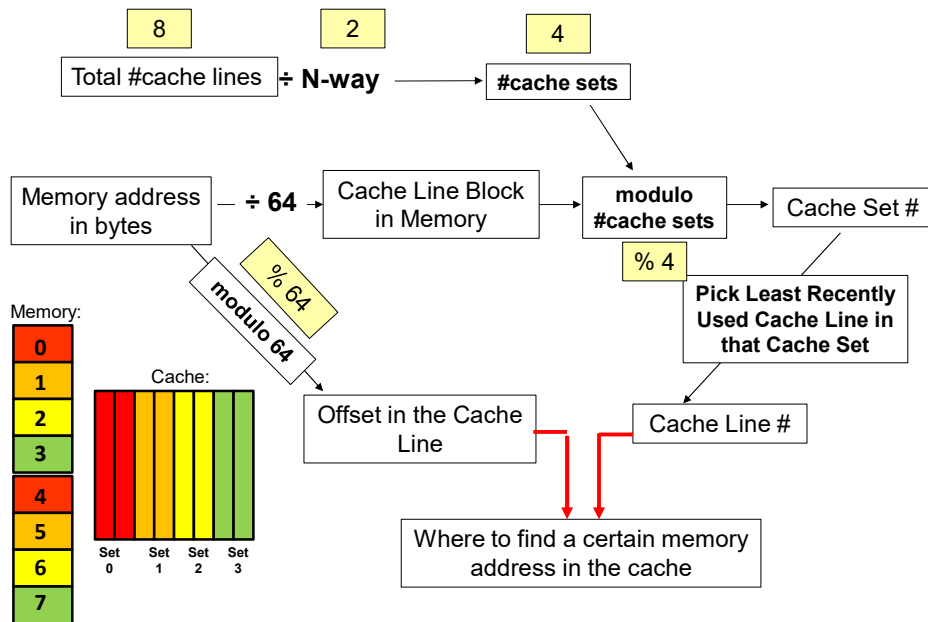 8
2
4
Total #cache lines
÷ N-way
#cache sets
Memory address
in bytes
÷ 64
Cache Line Block
in Memory
modulo
#cache sets
Cache Set #
% 64
modulo 64
% 4
Pick Least Recently
Used Cache Line in
that Cache Set
Memory:
0
1
2
3
4
5
6
7
Cache:
Set
0
Set
1
Set
2
Set
3
Offset in the Cache
Line
Cache Line #
Where to find a certain memory
address in the cache